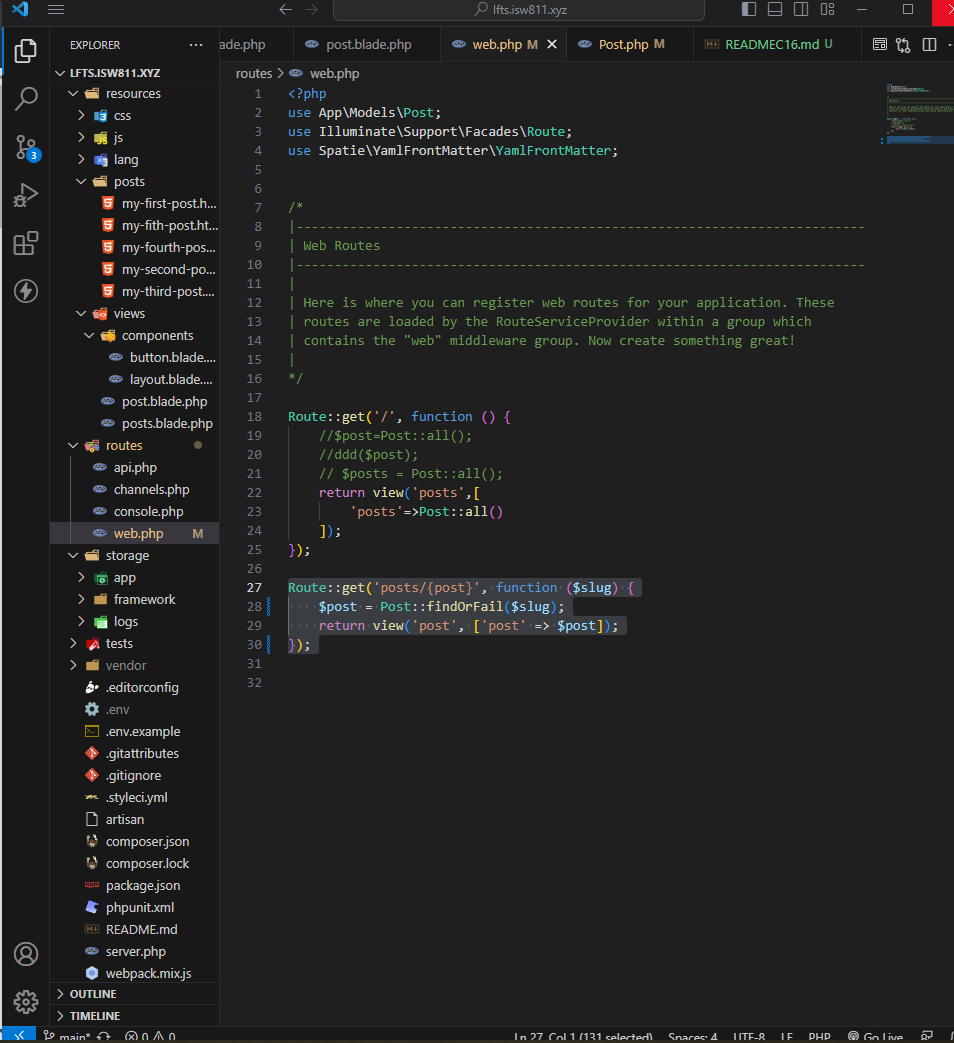 lfts.isw811.xyz
EXPLORER
ade.php
post.blade.php
web.php M
Post.php M
READMEC16.md U
LFTS.ISW811.XYZ
resources
css
js
lang
posts
my-first-post.h...
my-fith-post.ht...
my-fourth-pos...
my-second-po...
my-third-post....
views
components
button.blade....
layout.blade....
post.blade.php
posts.blade.php
routes
api.php
channels.php
console.php
web.php M
storage
app
framework
logs
tests
vendor
.editorconfig
.env
.env.example
.gitattributes
.gitignore
.styleci.yml
artisan
composer.json
composer.lock
package.json
phpunit.xml
README.md
server.php
webpack.mix.js
OUTLINE
TIMELINE
3
routes > web.php
1 <?php
2 use App\Models\Post;
3 use Illuminate\Support\Facades\Route;
4 use Spatie\YamlFrontMatter\YamlFrontMatter;
5
6
7 /*
8 |--------------------------------------------------------------------------
9 | Web Routes
10 |--------------------------------------------------------------------------
11 |
12 | Here is where you can register web routes for your application. These
13 | routes are loaded by the RouteServiceProvider within a group which
14 | contains the "web" middleware group. Now create something great!
15 |
16 */
17
18 Route::get('/', function () {
19 //$post=Post::all();
20 //ddd($post);
21 // $posts = Post::all();
22 return view('posts',[
23 'posts'=>Post::all()
24 ]);
25 });
26
27 Route::get('posts/{post}', function ($slug) {
28 $post = Post::findOrFail($slug);
29 return view('post', ['post' => $post]);
30 });
31
32
main* 0 0 Ln 27, Col 1 (131 selected) Spaces: 4 UTF-8 LF PHP Go Live